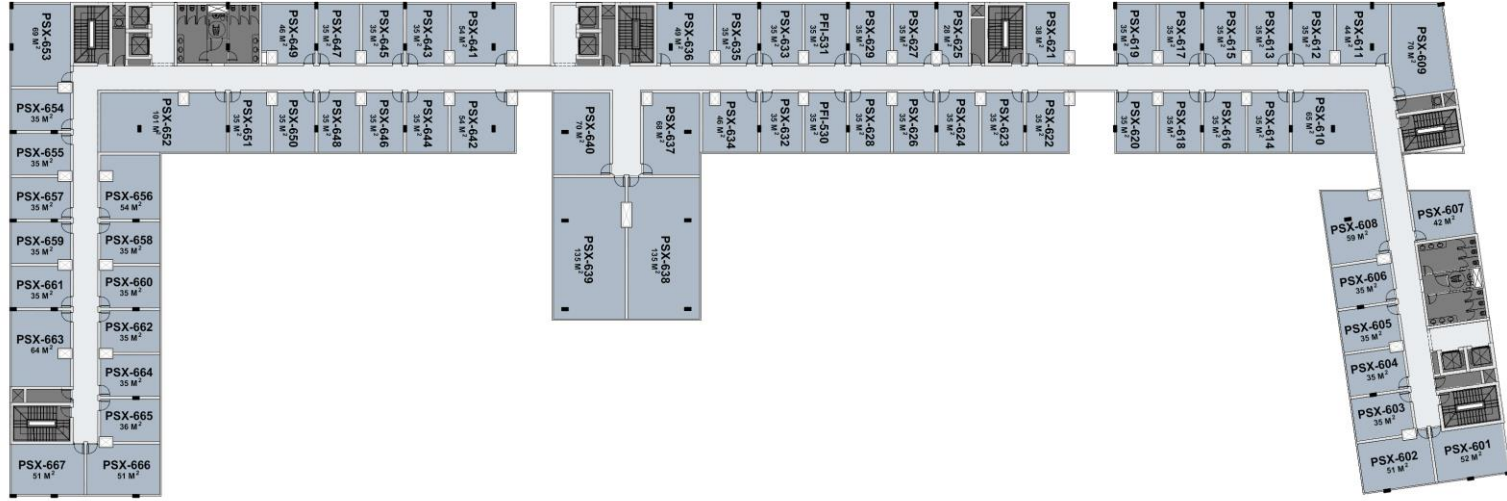 PSX-653
69 M²
PSX-649
46 M²
PSX-647
35 M²
PSX-645
35 M²
PSX-643
35 M²
PSX-641
54 M²
PSX-636
49 M²
PSX-635
35 M²
PSX-633
35 M²
PFI-531
35 M²
PSX-629
35 M²
PSX-627
35 M²
PSX-625
28 M²
PSX-621
38 M²
PSX-619
35 M²
PSX-617
35 M²
PSX-615
35 M²
PSX-613
35 M²
PSX-612
35 M²
PSX-611
44 M²
PSX-609
70 M²
PSX-654
35 M²
PSX-652
101 M²
PSX-651
35 M²
PSX-650
35 M²
PSX-648
35 M²
PSX-646
35 M²
PSX-644
35 M²
PSX-642
54 M²
PSX-640
70 M²
PSX-637
68 M²
PSX-634
46 M²
PSX-632
35 M²
PFI-530
35 M²
PSX-628
35 M²
PSX-626
35 M²
PSX-624
35 M²
PSX-623
35 M²
PSX-622
35 M²
PSX-620
35 M²
PSX-618
35 M²
PSX-616
35 M²
PSX-614
35 M²
PSX-610
65 M²
PSX-655
35 M²
PSX-657
35 M²
PSX-656
54 M²
PSX-659
35 M²
PSX-658
35 M²
PSX-661
35 M²
PSX-660
35 M²
PSX-663
64 M²
PSX-662
35 M²
PSX-664
35 M²
PSX-665
36 M²
PSX-667
51 M²
PSX-666
51 M²
PSX-639
135 M²
PSX-638
135 M²
PSX-608
59 M²
PSX-607
42 M²
PSX-606
35 M²
PSX-605
35 M²
PSX-604
35 M²
PSX-603
35 M²
PSX-602
51 M²
PSX-601
52 M²